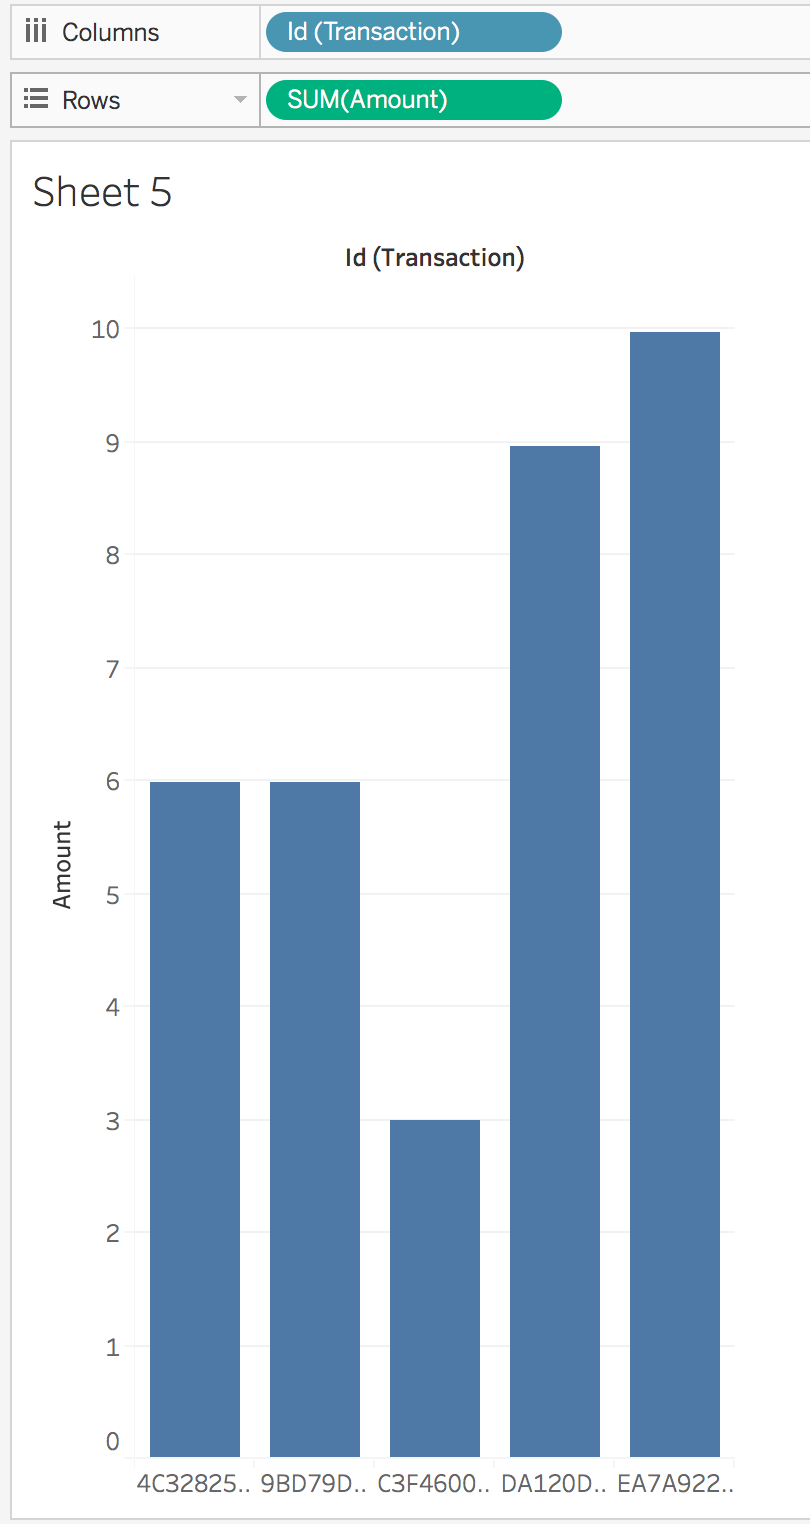 Columns
Id (Transaction)
Rows
SUM(Amount)
Sheet 5
Id (Transaction)
10
9
8
7
6
5
4
3
2
1
0
Amount
4C32825.. 9BD79D.. C3F4600.. DA120D.. EA7A922..